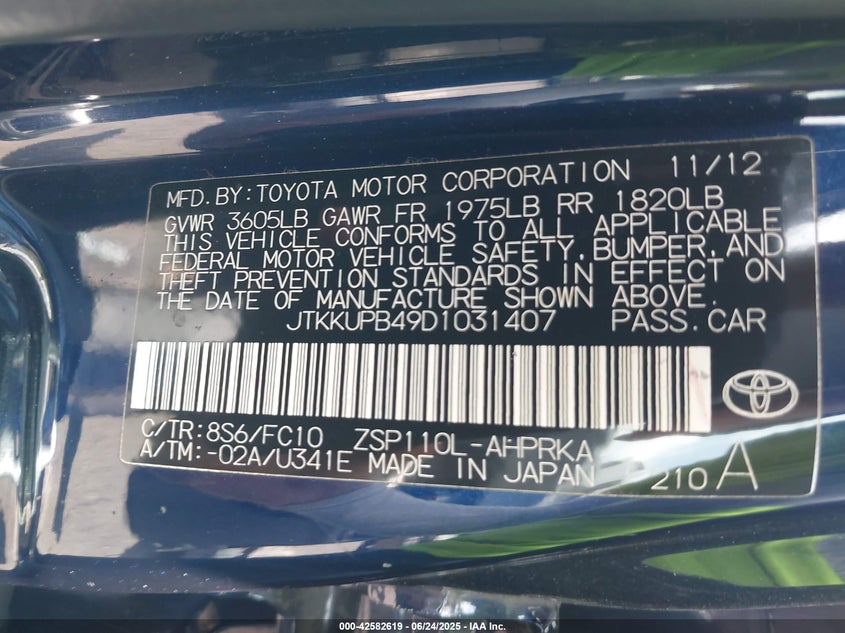 MFD. BY: TOYOTA MOTOR CORPORATION 11/12
GVWR 3605LB GAWR FR 1975LB RR 1820LB
THIS VEHICLE CONFORMS TO ALL APPLICABLE
FEDERAL MOTOR VEHICLE SAFETY, BUMPER, AND
THEFT PREVENTION STANDARDS IN EFFECT ON
THE DATE OF MANUFACTURE SHOWN ABOVE.
JTKKUPB49D1031407 PASS. CAR
C/TR: 8S6/FC10 ZSP110L-AHPRKA
A/TM: -02A/U341E MADE IN JAPAN 210 A
000-42582619 - 06/24/2025 - IAA Inc.